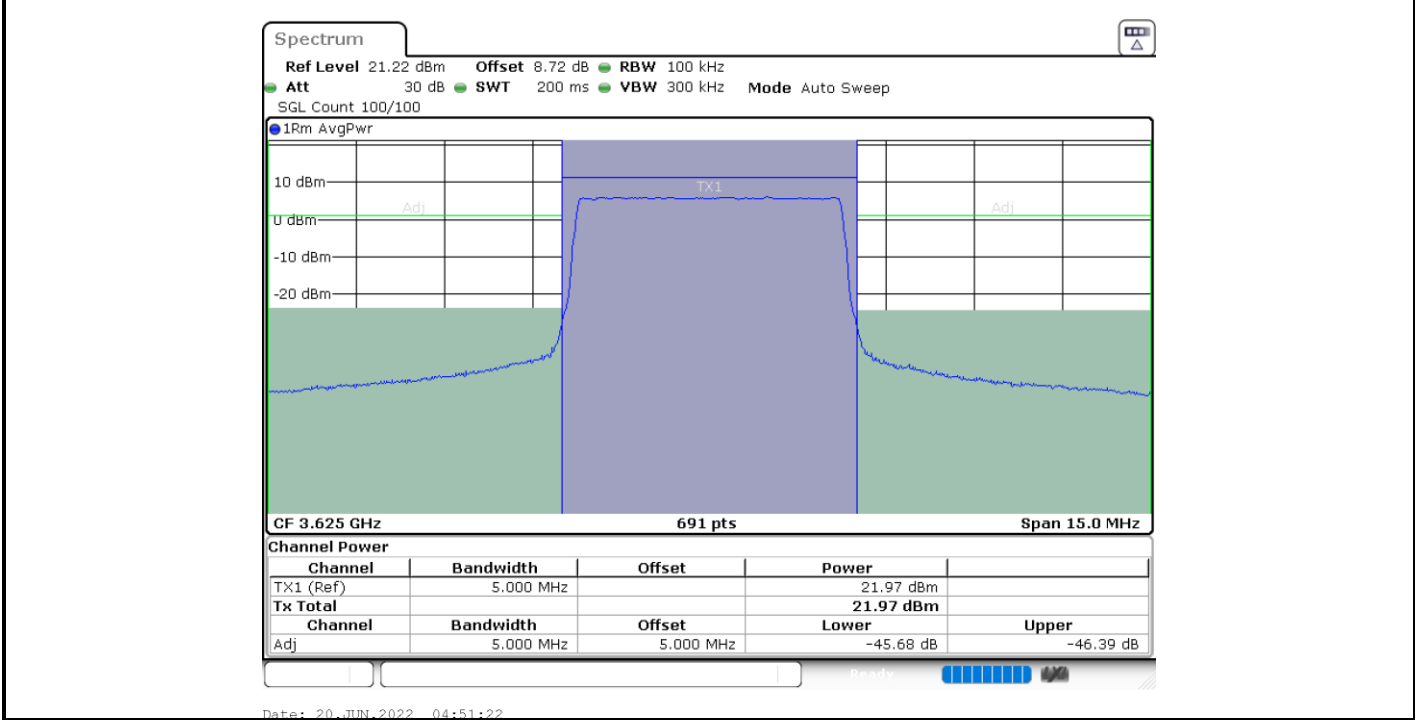 Spectrum
Ref Level 21.22 dBm Offset 8.72 dB RBW 100 kHz
Att 30 dB SWT 200 ms VBW 300 kHz Mode Auto Sweep
SGL Count 100/100
1Rm AvgPwr
10 dBm
TX1
Adj Adj
0 dBm
-10 dBm
-20 dBm
CF 3.625 GHz 691 pts Span 15.0 MHz
Channel Power
Channel Bandwidth Offset Power
TX1 (Ref) 5.000 MHz 21.97 dBm
Tx Total 21.97 dBm
Channel Bandwidth Offset Lower Upper
Adj 5.000 MHz 5.000 MHz -45.68 dB -46.39 dB
Ready
Date: 20.JUN.2022 04:51:22